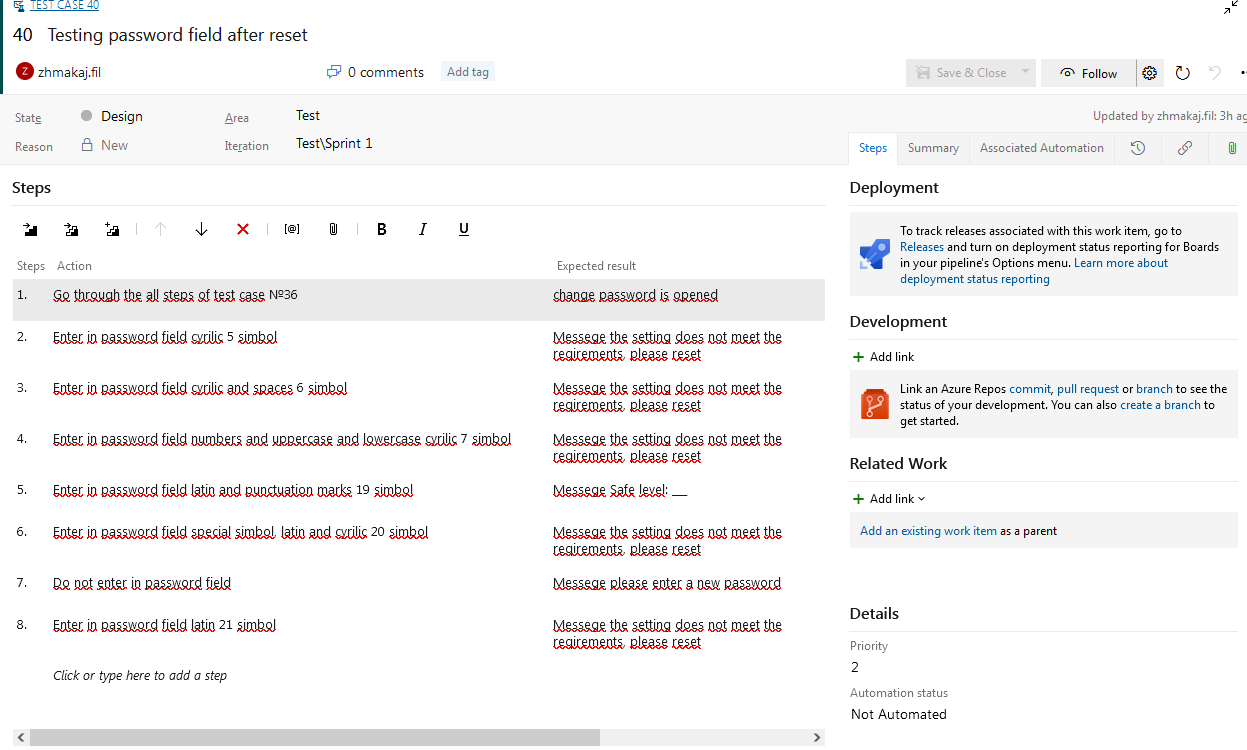 TEST CASE 40
40 Testing password field after reset
Z zhmakaj.fil
0 comments
Add tag
Save & Close
Follow
State
Design
Area
Test
Updated by zhmakaj.fil: 3h ag
Reason
New
Iteration
Test\Sprint 1
Steps
Summary
Associated Automation
Steps
Steps Action Expected result
1. Go through the all steps of test case №36
change password is opened
2. Enter in password field cyrilic 5 simbol
Messege the setting does not meet the
reqirements, please reset
3. Enter in password field cyrilic and spaces 6 simbol
Messege the setting does not meet the
reqirements, please reset
4. Enter in password field numbers and uppercase and lowercase cyrilic 7 simbol
Messege the setting does not meet the
reqirements, please reset
5. Enter in password field latin and punctuation marks 19 simbol
Messege Safe level: __
6. Enter in password field special simbol, latin and cyrilic 20 simbol
Messege the setting does not meet the
reqirements, please reset
7. Do not enter in password field
Messege please enter a new password
8. Enter in password field latin 21 simbol
Messege the setting does not meet the
reqirements, please reset
Click or type here to add a step
Deployment
To track releases associated with this work item, go to
Releases and turn on deployment status reporting for Boards
in your pipeline's Options menu. Learn more about
deployment status reporting
Development
+ Add link
Link an Azure Repos commit, pull request or branch to see the
status of your development. You can also create a branch to
get started.
Related Work
+ Add link
Add an existing work item as a parent
Details
Priority
2
Automation status
Not Automated